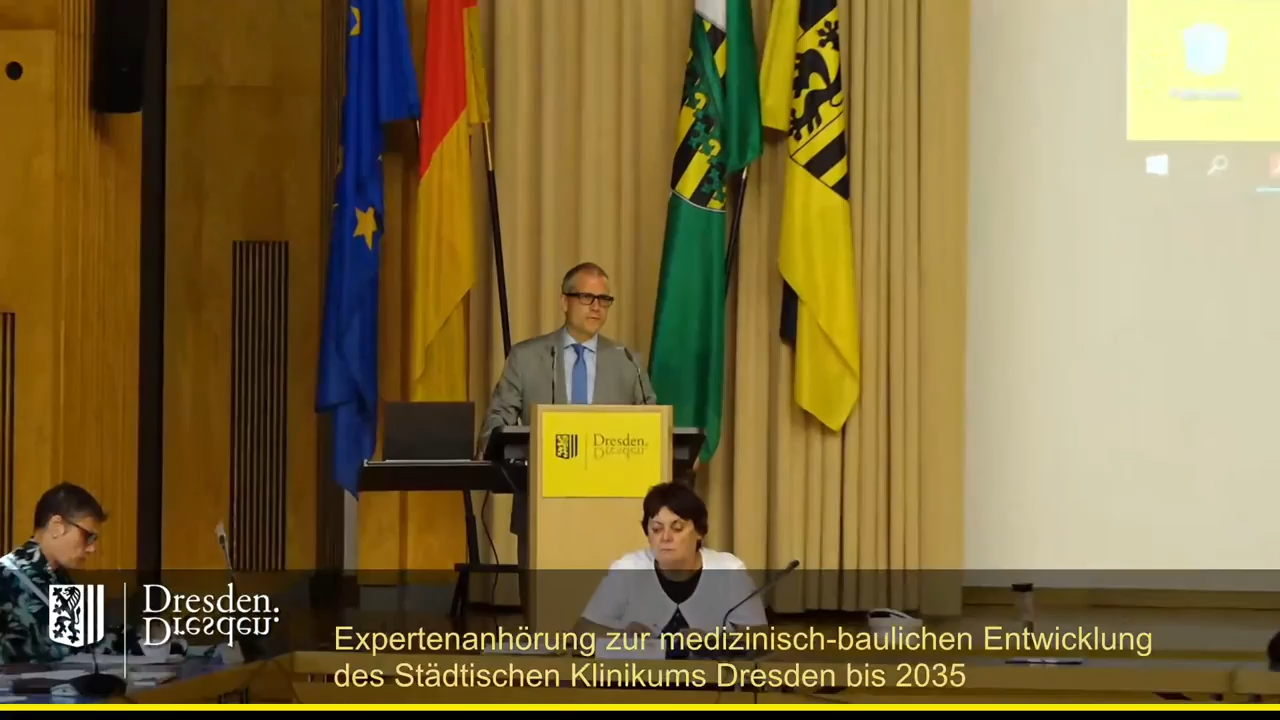 Dresden.
Dresden.
Dresden.
Dresden.
Expertenanhörung zur medizinisch-baulichen Entwicklung
des Städtischen Klinikums Dresden bis 2035